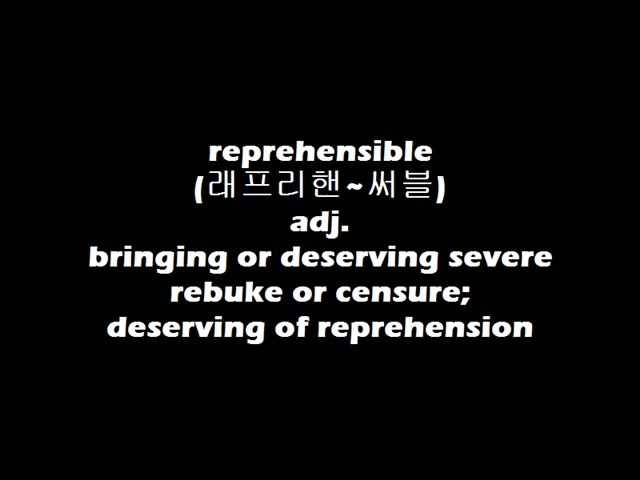 reprehensible
(래프리핸~써블)
adj.
bringing or deserving severe
rebuke or censure;
deserving of reprehension